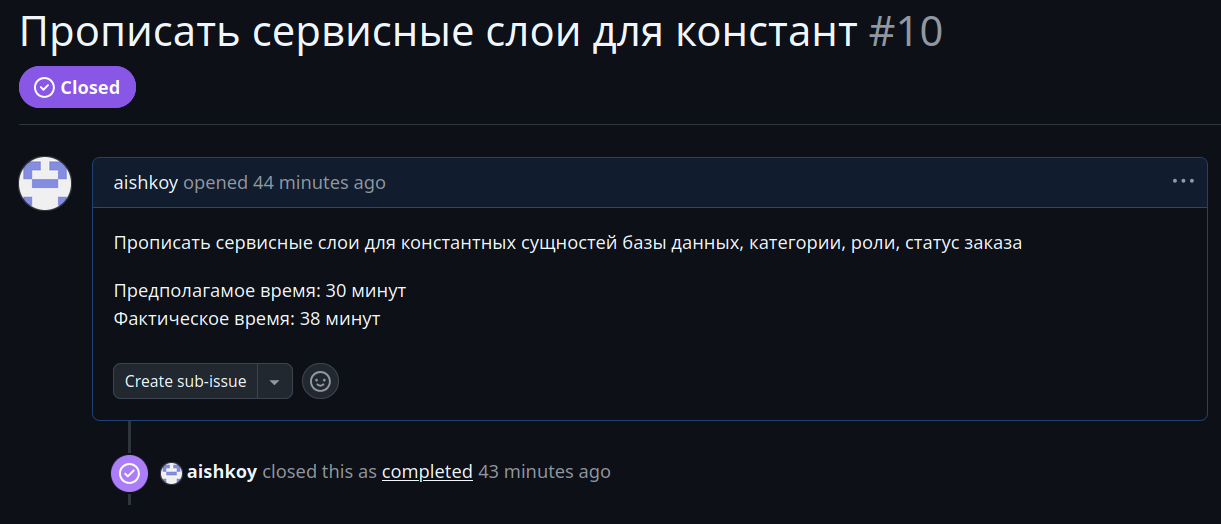 Прописать сервисные слои для констант #10
Closed
aishkoy opened 44 minutes ago
Прописать сервисные слои для константных сущностей базы данных, категории, роли, статус заказа
Предполагамое время: 30 минут
Фактическое время: 38 минут
Create sub-issue
aishkoy closed this as completed 43 minutes ago